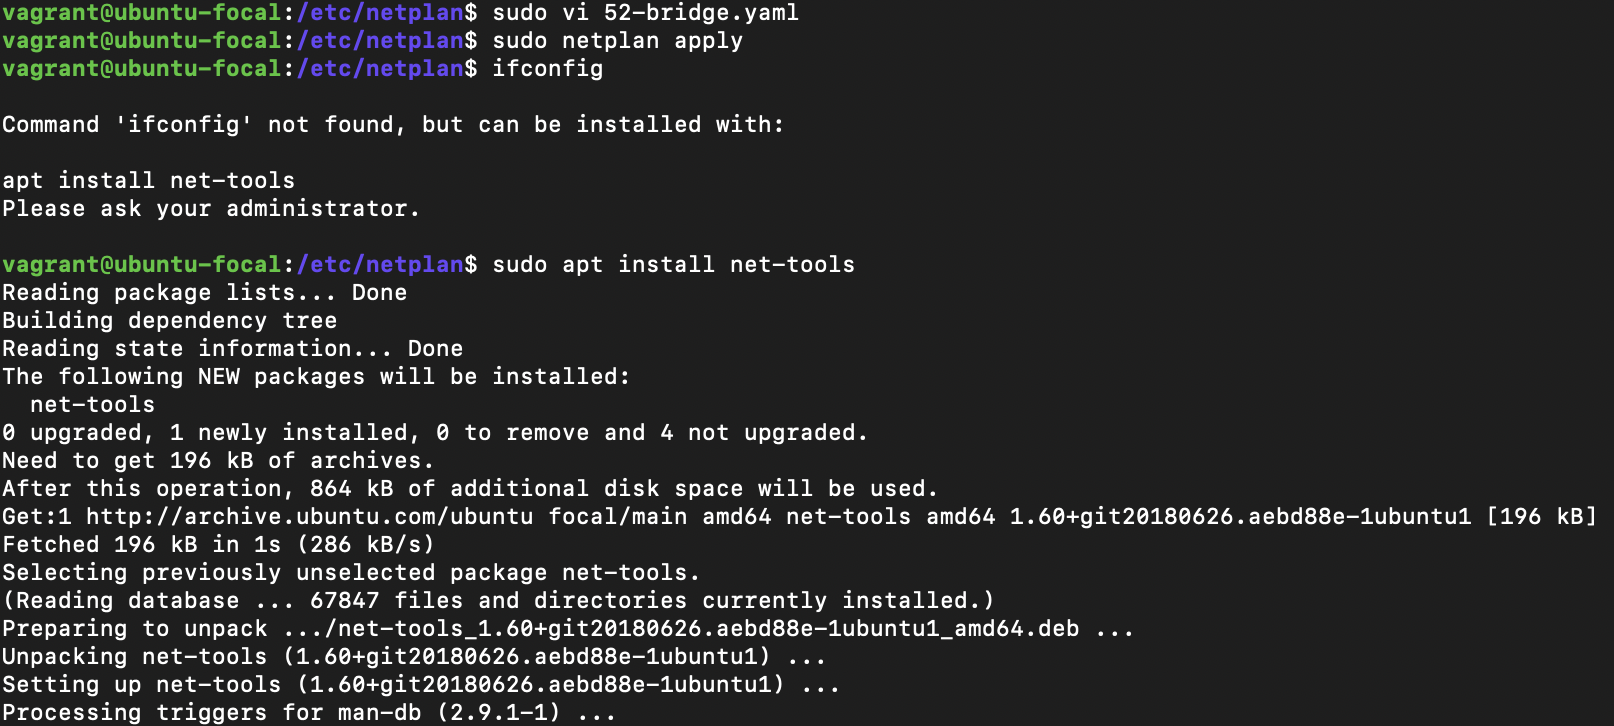 vagrant@ubuntu-focal:/etc/netplan$ sudo vi 52-bridge.yaml
vagrant@ubuntu-focal:/etc/netplan$ sudo netplan apply
vagrant@ubuntu-focal:/etc/netplan$ ifconfig
Command 'ifconfig' not found, but can be installed with:
apt install net-tools
Please ask your administrator.
vagrant@ubuntu-focal:/etc/netplan$ sudo apt install net-tools
Reading package lists... Done
Building dependency tree
Reading state information... Done
The following NEW packages will be installed:
  net-tools
0 upgraded, 1 newly installed, 0 to remove and 4 not upgraded.
Need to get 196 kB of archives.
After this operation, 864 kB of additional disk space will be used.
Get:1 http://archive.ubuntu.com/ubuntu focal/main amd64 net-tools amd64 1.60+git20180626.aebd88e-1ubuntu1 [196 kB]
Fetched 196 kB in 1s (286 kB/s)
Selecting previously unselected package net-tools.
(Reading database ... 67847 files and directories currently installed.)
Preparing to unpack .../net-tools_1.60+git20180626.aebd88e-1ubuntu1_amd64.deb ...
Unpacking net-tools (1.60+git20180626.aebd88e-1ubuntu1) ...
Setting up net-tools (1.60+git20180626.aebd88e-1ubuntu1) ...
Processing triggers for man-db (2.9.1-1) ...